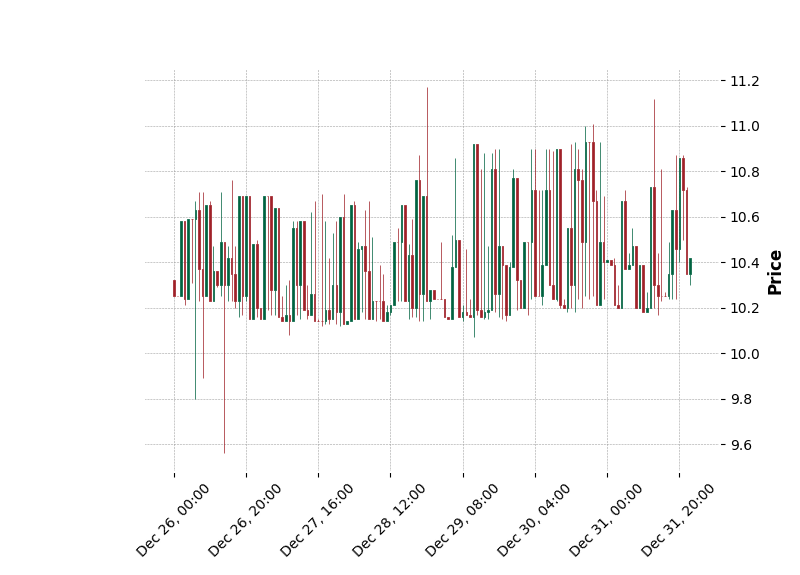 11.2
11.0
10.8
10.6
10.4
10.2
10.0
9.8
9.6
Price
Dec 26, 00:00
Dec 26, 20:00
Dec 27, 16:00
Dec 28, 12:00
Dec 29, 08:00
Dec 30, 04:00
Dec 31, 00:00
Dec 31, 20:00